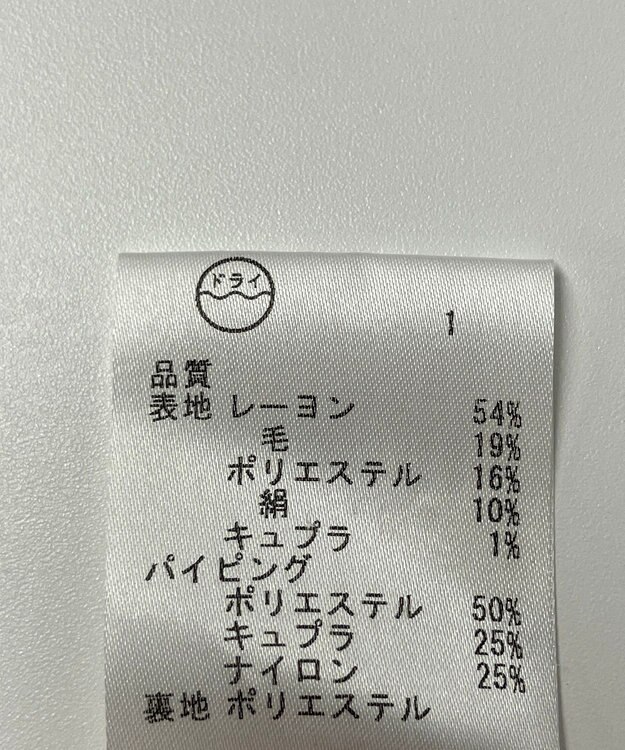 ドライ
1
品質
表地 レーヨン 54%
毛 19%
ポリエステル 16%
絹 10%
キュプラ 1%
パイピング
ポリエステル 50%
キュプラ 25%
ナイロン 25%
裏地 ポリエステル